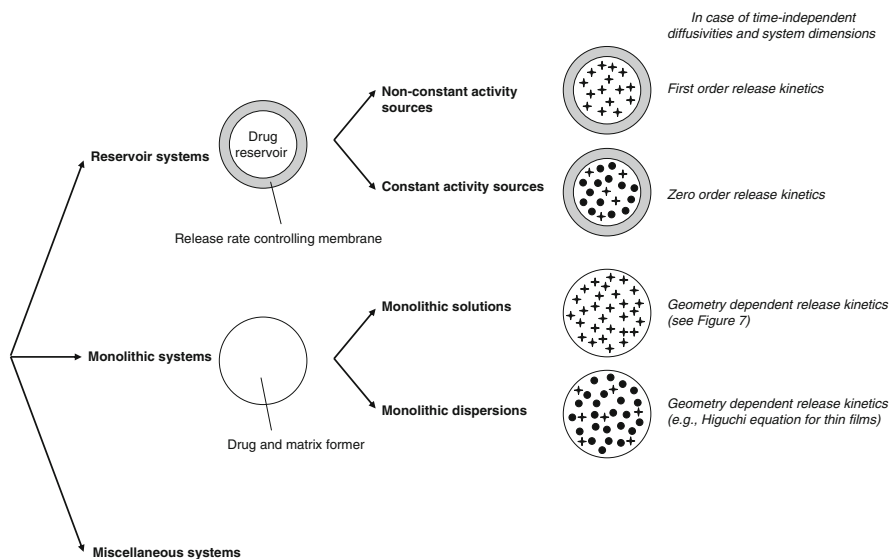 In case of time-independent
diffusivities and system dimensions
Non-constant activity
sources
First order release kinetics
Drug
reservoir
Reservoir systems
Constant activity sources
Zero order release kinetics
Release rate controlling membrane
Monolithic solutions
Geometry dependent release kinetics
(see Figure 7)
Monolithic systems
Monolithic dispersions
Geometry dependent release kinetics
(e.g., Higuchi equation for thin films)
Drug and matrix former
Miscellaneous systems